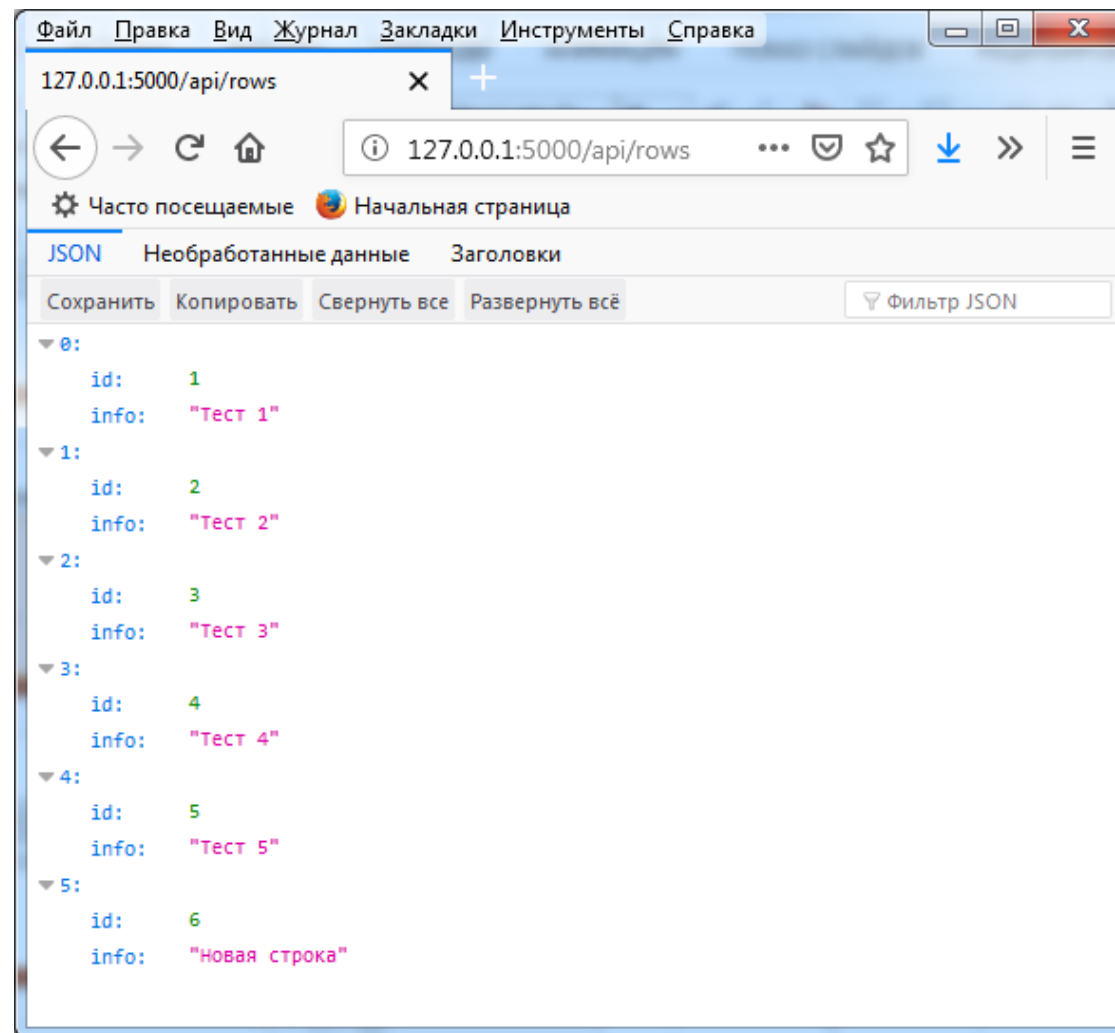 Файл Правка Вид Журнал Закладки Инструменты Справка
127.0.0.1:5000/api/rows
127.0.0.1:5000/api/rows
Часто посещаемые Начальная страница
JSON Необработанные данные Заголовки
Сохранить Копировать Свернуть все Развернуть всё Фильтр JSON
0:
id: 1
info: "Тест 1"
1:
id: 2
info: "Тест 2"
2:
id: 3
info: "Тест 3"
3:
id: 4
info: "Тест 4"
4:
id: 5
info: "Тест 5"
5:
id: 6
info: "Новая строка"